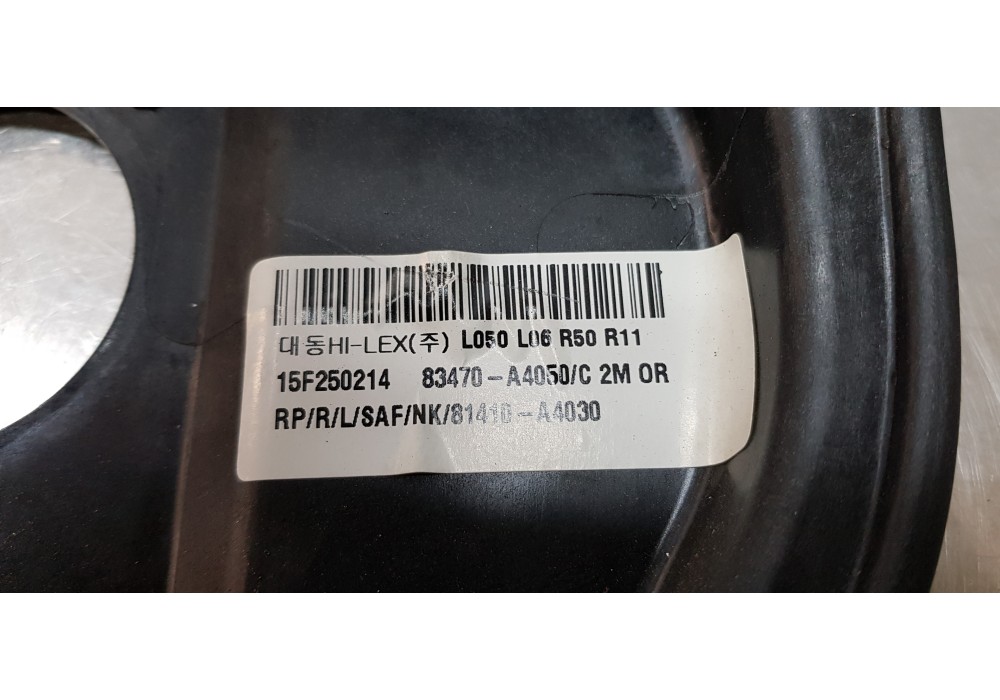 대동HI-LEX(주) L050 L06 R50 R11
15F250214 83470-A4050/C 2M OR
RP/R/L/SAF/NK/81410-A4030